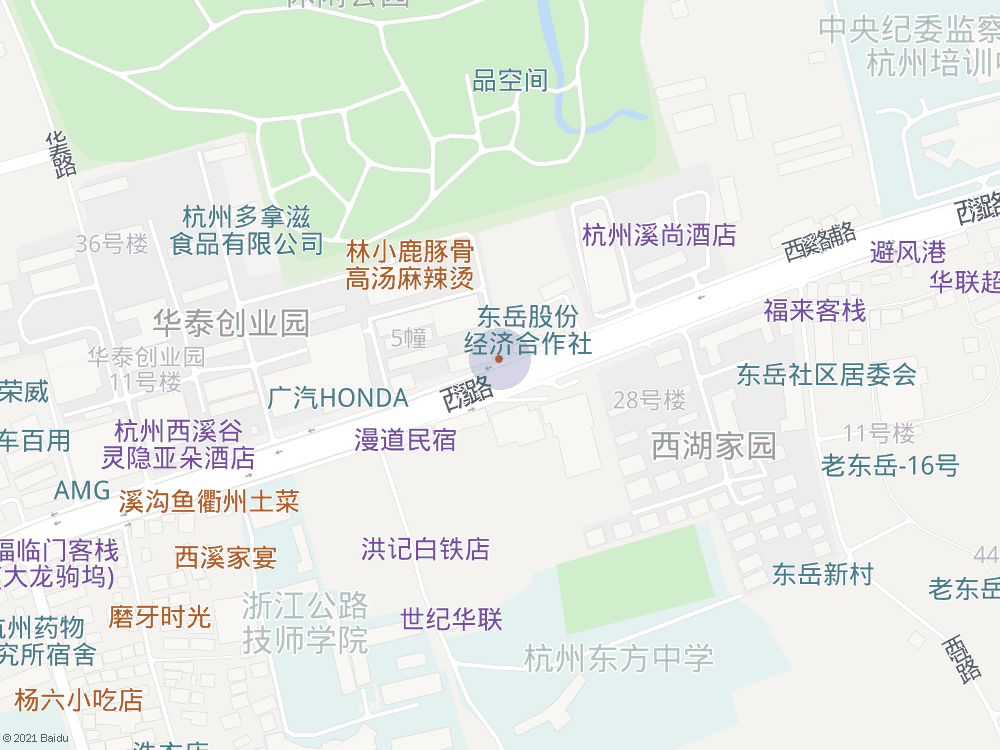 休闲公园
中央纪委监察
杭州培训中
品空间
华泰路
杭州多拿滋
食品有限公司
36号楼
林小鹿豚骨
高汤麻辣烫
杭州溪尚酒店
西溪路辅路
西溪路
避风港
华联超
福来客栈
华泰创业园
5幢
东岳股份
经济合作社
华泰创业园
11号楼
荣威
广汽HONDA
西溪路
28号楼
东岳社区居委会
车百用
杭州西溪谷
灵隐亚朵酒店
漫道民宿
西湖家园
11号楼
老东岳-16号
AMG
溪沟鱼衢州土菜
福临门客栈
(大龙驹坞)
西溪家宴
洪记白铁店
44
东岳新村
老东岳
磨牙时光
浙江公路
技师学院
世纪华联
杭州药物
究所宿舍
杭州东方中学
杨六小吃店
洗衣店
© 2021 Baidu